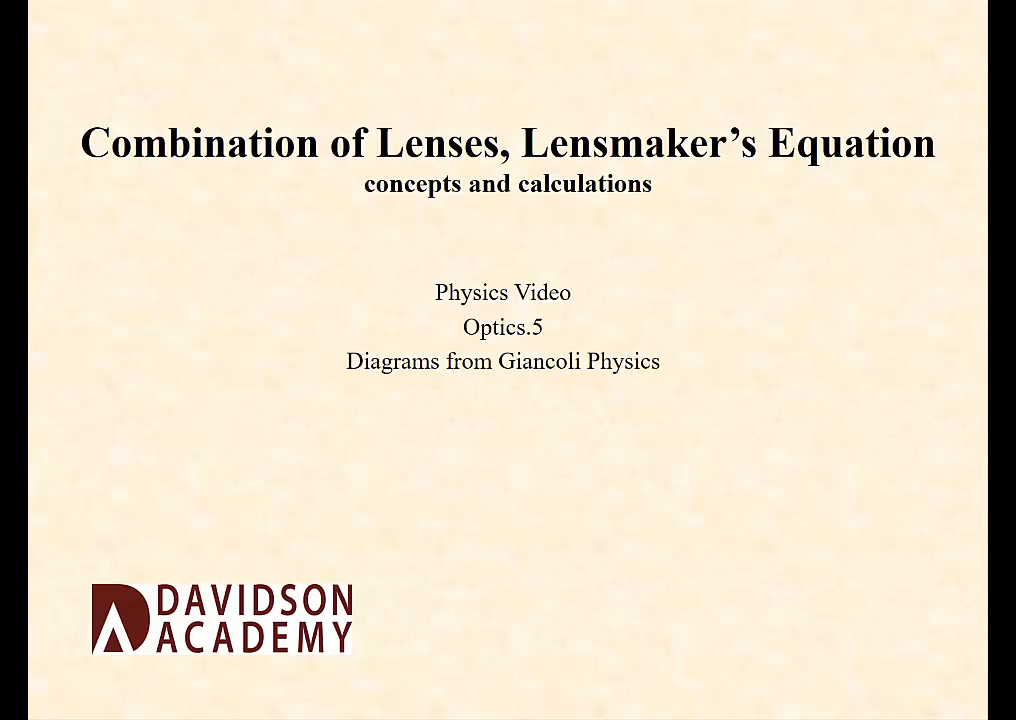 Combination of Lenses, Lensmaker’s Equation
concepts and calculations
Physics Video
Optics.5
Diagrams from Giancoli Physics
DAVIDSON
ACADEMY